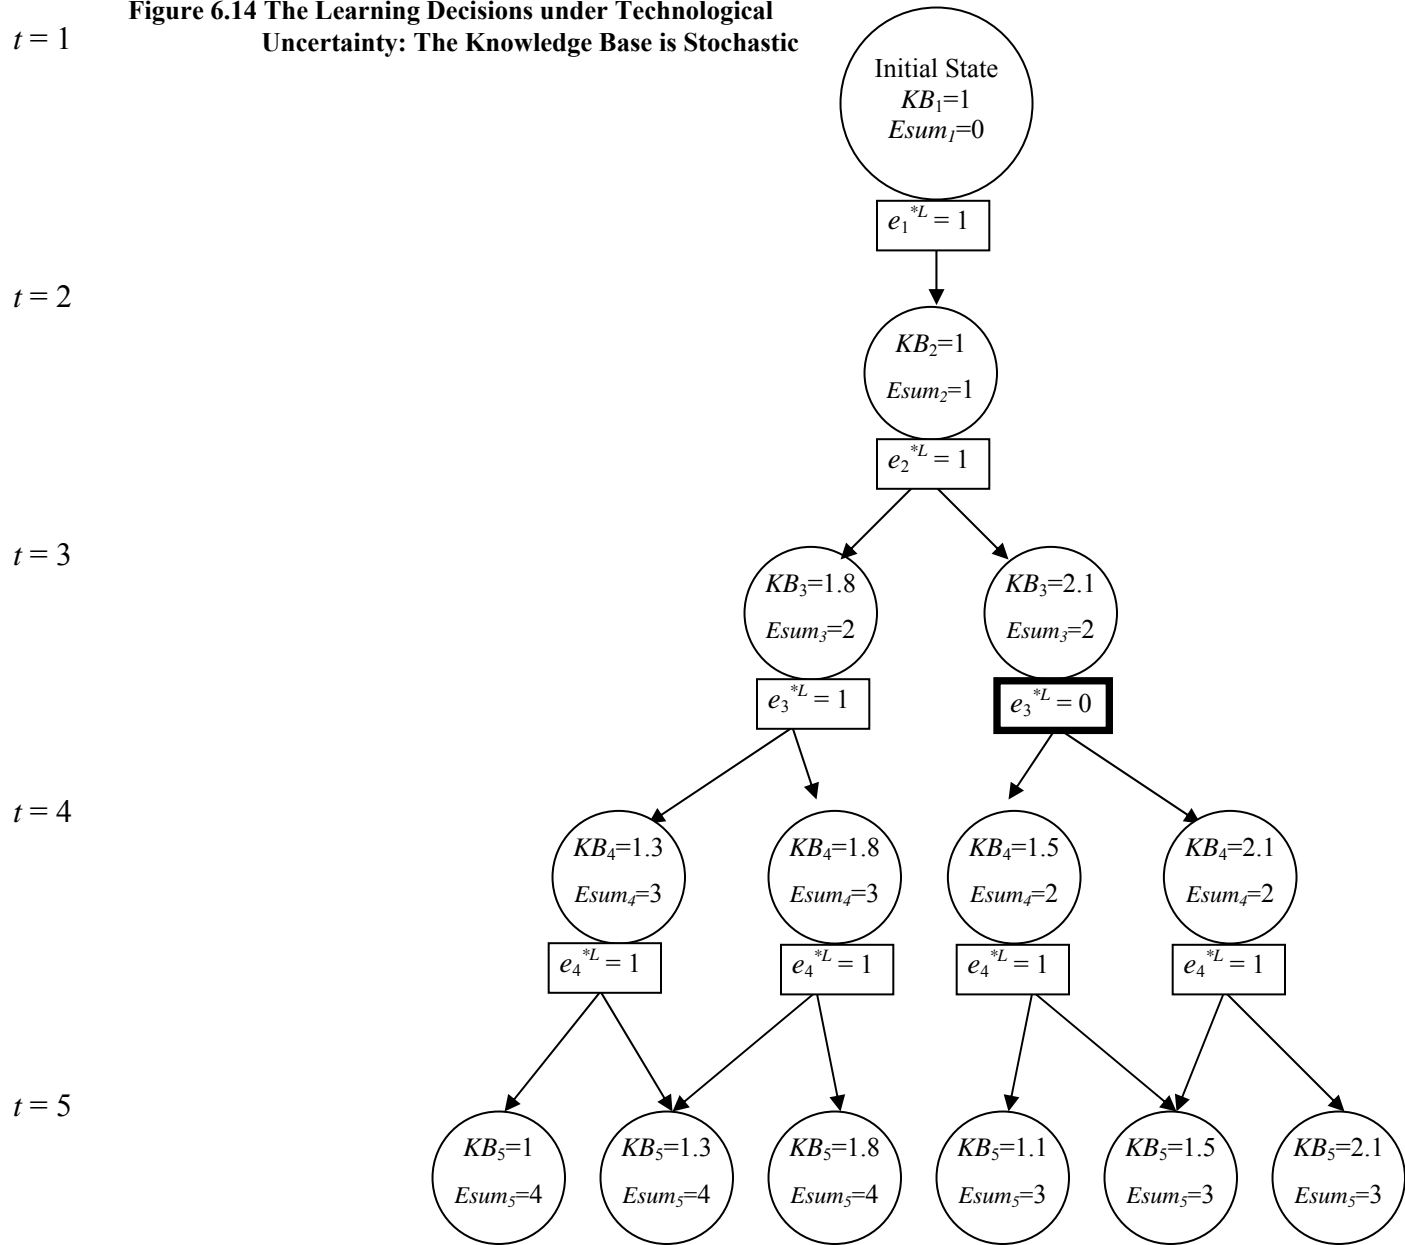 Figure 6.14 The Learning Decisions under Technological
Uncertainty: The Knowledge Base is Stochastic
t = 1
Initial State
KB1=1
Esum1=0
e1*L = 1
t = 2
KB2=1
Esum2=1
e2*L = 1
t = 3
KB3=1.8
Esum3=2
KB3=2.1
Esum3=2
e3*L = 1
e3*L = 0
t = 4
KB4=1.3
Esum4=3
KB4=1.8
Esum4=3
KB4=1.5
Esum4=2
KB4=2.1
Esum4=2
e4*L = 1
e4*L = 1
e4*L = 1
e4*L = 1
t = 5
KB5=1
Esum5=4
KB5=1.3
Esum5=4
KB5=1.8
Esum5=4
KB5=1.1
Esum5=3
KB5=1.5
Esum5=3
KB5=2.1
Esum5=3